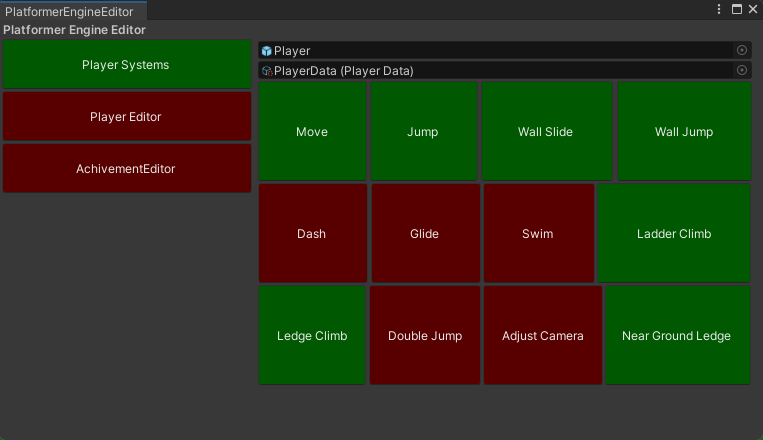 PlatformerEngineEditor
Platformer Engine Editor
Player Systems
Player Editor
AchivementEditor
Player
PlayerData (Player Data)
Move Jump Wall Slide Wall Jump
Dash Glide Swim Ladder Climb
Ledge Climb Double Jump Adjust Camera Near Ground Ledge